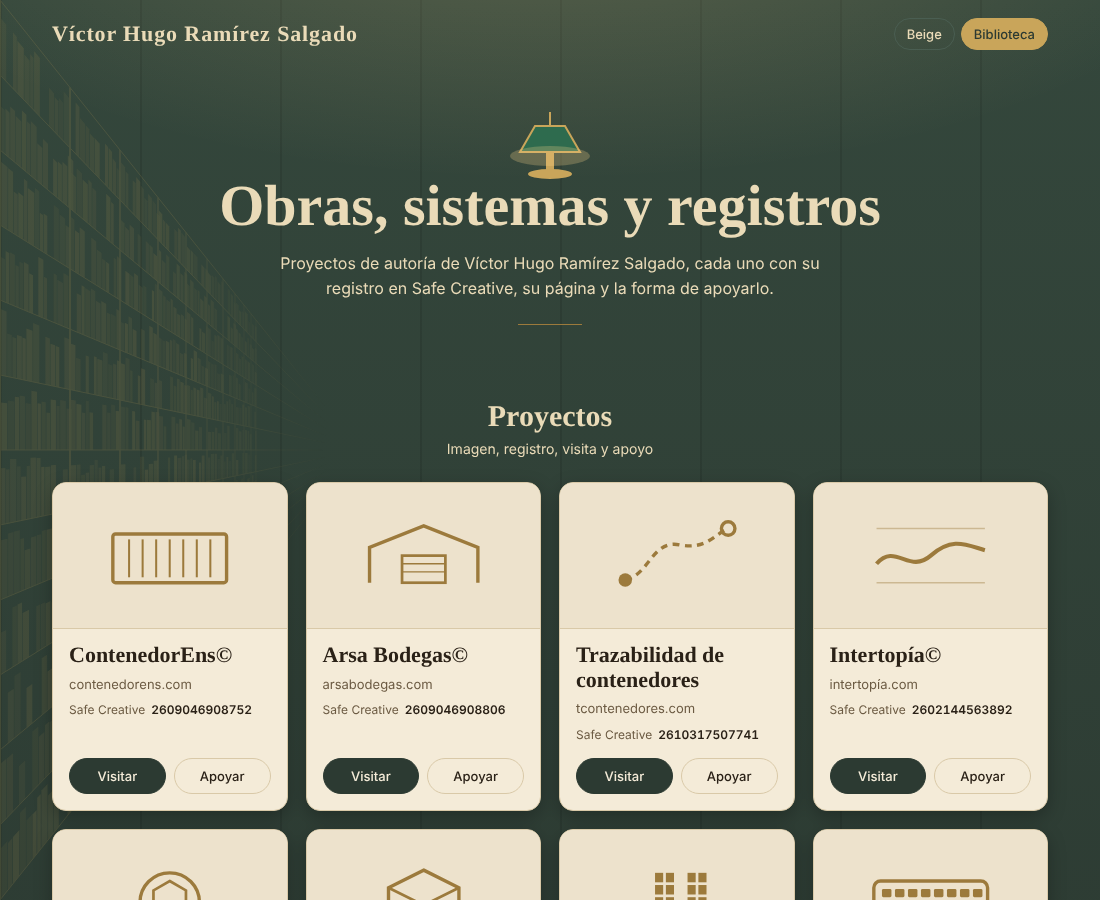 Víctor Hugo Ramírez Salgado
Beige
Biblioteca
Obras, sistemas y registros
Proyectos de autoría de Víctor Hugo Ramírez Salgado, cada uno con su
registro en Safe Creative, su página y la forma de apoyarlo.
Proyectos
Imagen, registro, visita y apoyo
ContenedorEns©
contenedorens.com
Safe Creative 2609046908752
Visitar
Apoyar
Arsa Bodegas©
arsabodegas.com
Safe Creative 2609046908806
Visitar
Apoyar
Trazabilidad de
contenedores
tcontenedores.com
Safe Creative 2610317507741
Visitar
Apoyar
Intertopía©
intertopía.com
Safe Creative 2602144563892
Visitar
Apoyar